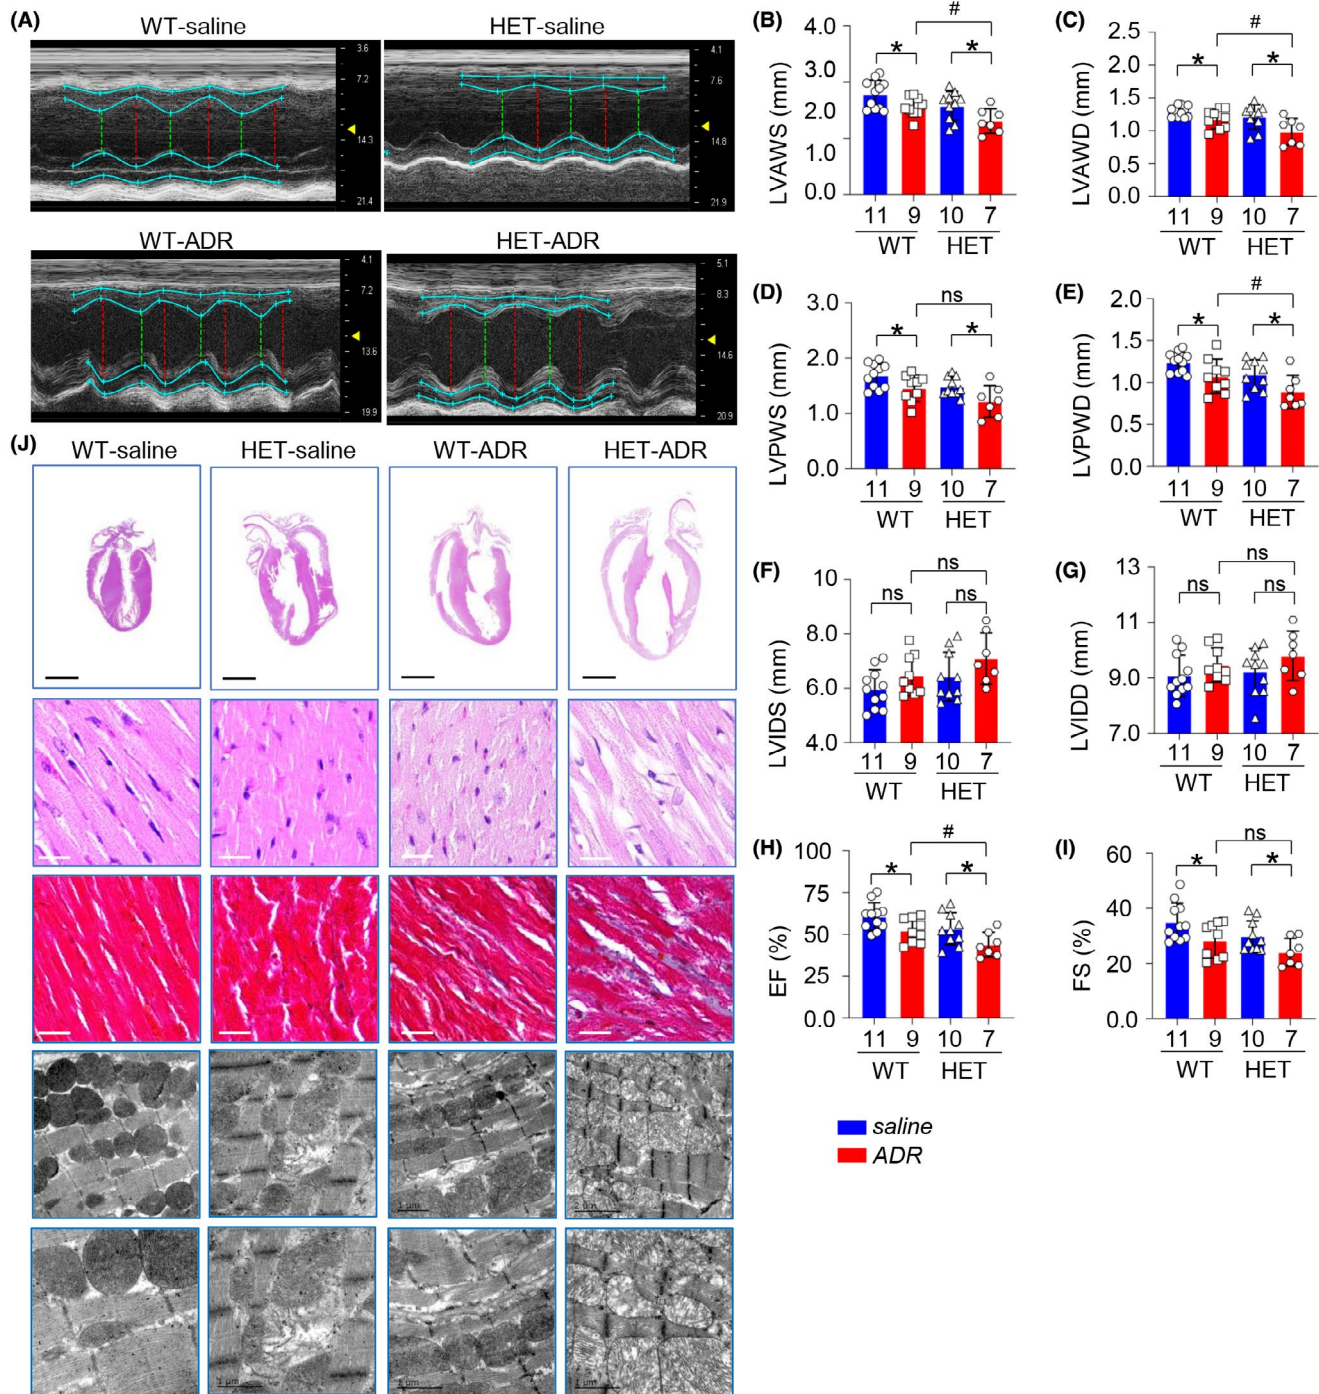 (A)
WT-saline
HET-saline
3.6
7.2
14.3
21.4
4.1
7.6
14.8
21.9
WT-ADR
HET-ADR
7.2
13.6
19.9
5.1
8.3
14.6
20.9
(B)
LVAWS (mm)
4.0
3.0
2.0
1.0
0.0
* * #
11 9 10 7
WT HET
(C)
LVAWD (mm)
2.5
2.0
1.5
1.0
0.5
0.0
* * #
11 9 10 7
WT HET
(D)
LVPWS (mm)
3.0
2.0
1.0
0.0
* * ns
11 9 10 7
WT HET
(E)
LVPWD (mm)
2.0
1.5
1.0
0.5
0.0
* * #
11 9 10 7
WT HET
(F)
LVIDS (mm)
10
8.0
6.0
4.0
ns ns ns
11 9 10 7
WT HET
(G)
LVIDD (mm)
13
11
9.0
7.0
ns ns ns
11 9 10 7
WT HET
(H)
EF (%)
100
75
50
25
0.0
* * #
11 9 10 7
WT HET
(I)
FS (%)
60
40
20
0.0
* * ns
11 9 10 7
WT HET
saline
ADR
(J)
WT-saline
HET-saline
WT-ADR
HET-ADR
1 μm
2 μm
1 μm